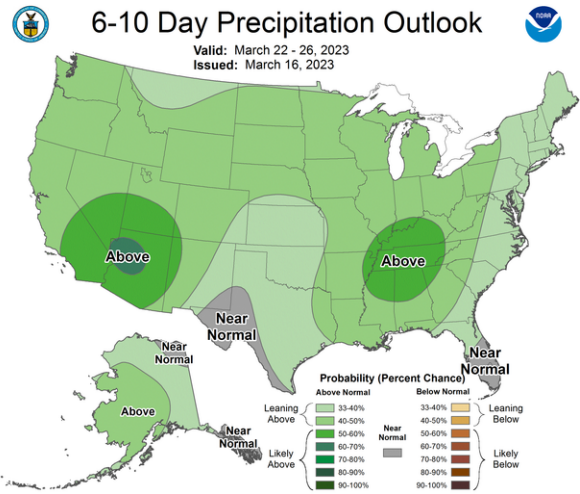 6-10 Day Precipitation Outlook
Valid: March 22 - 26, 2023
Issued: March 16, 2023
NOAA
Above
Above
Near
Normal
Near
Normal
Near
Normal
Above
Near
Normal
Probability (Percent Chance)
Above Normal
Below Normal
Leaning
Above
33-40%
40-50%
Likely
Above
50-60%
60-70%
70-80%
80-90%
90-100%
Near
Normal
33-40%
40-50%
Leaning
Below
50-60%
60-70%
70-80%
80-90%
90-100%
Likely
Below